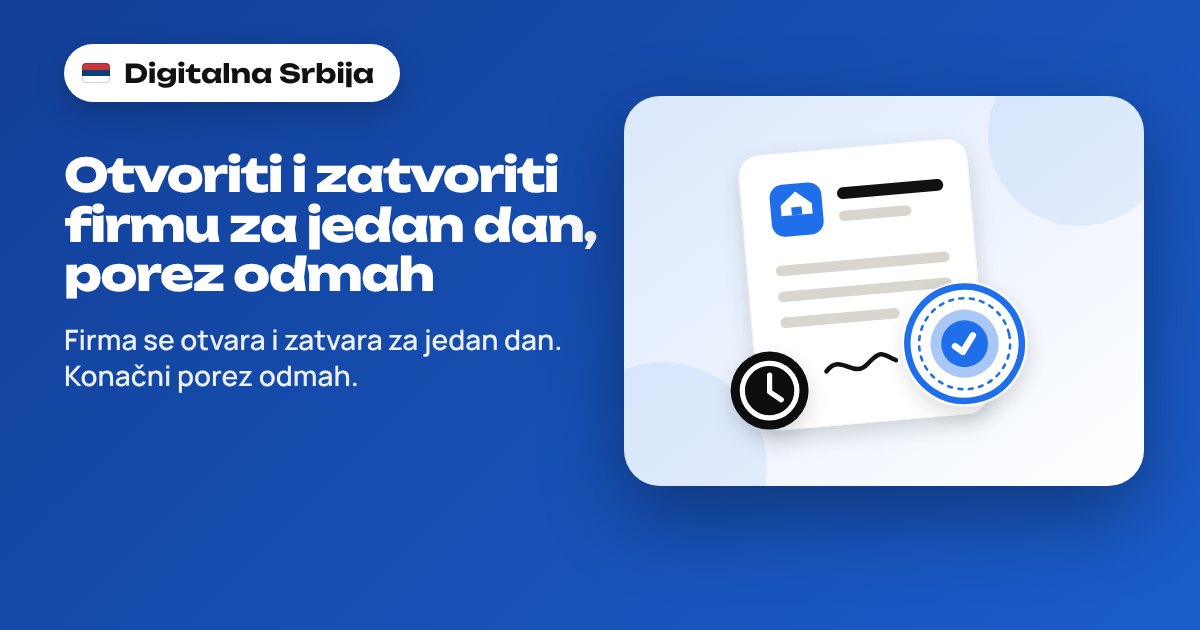 Digitalna Srbija
Otvoriti i zatvoriti
firmu za jedan dan,
porez odmah
Firma se otvara i zatvara za jedan dan.
Konačni porez odmah.